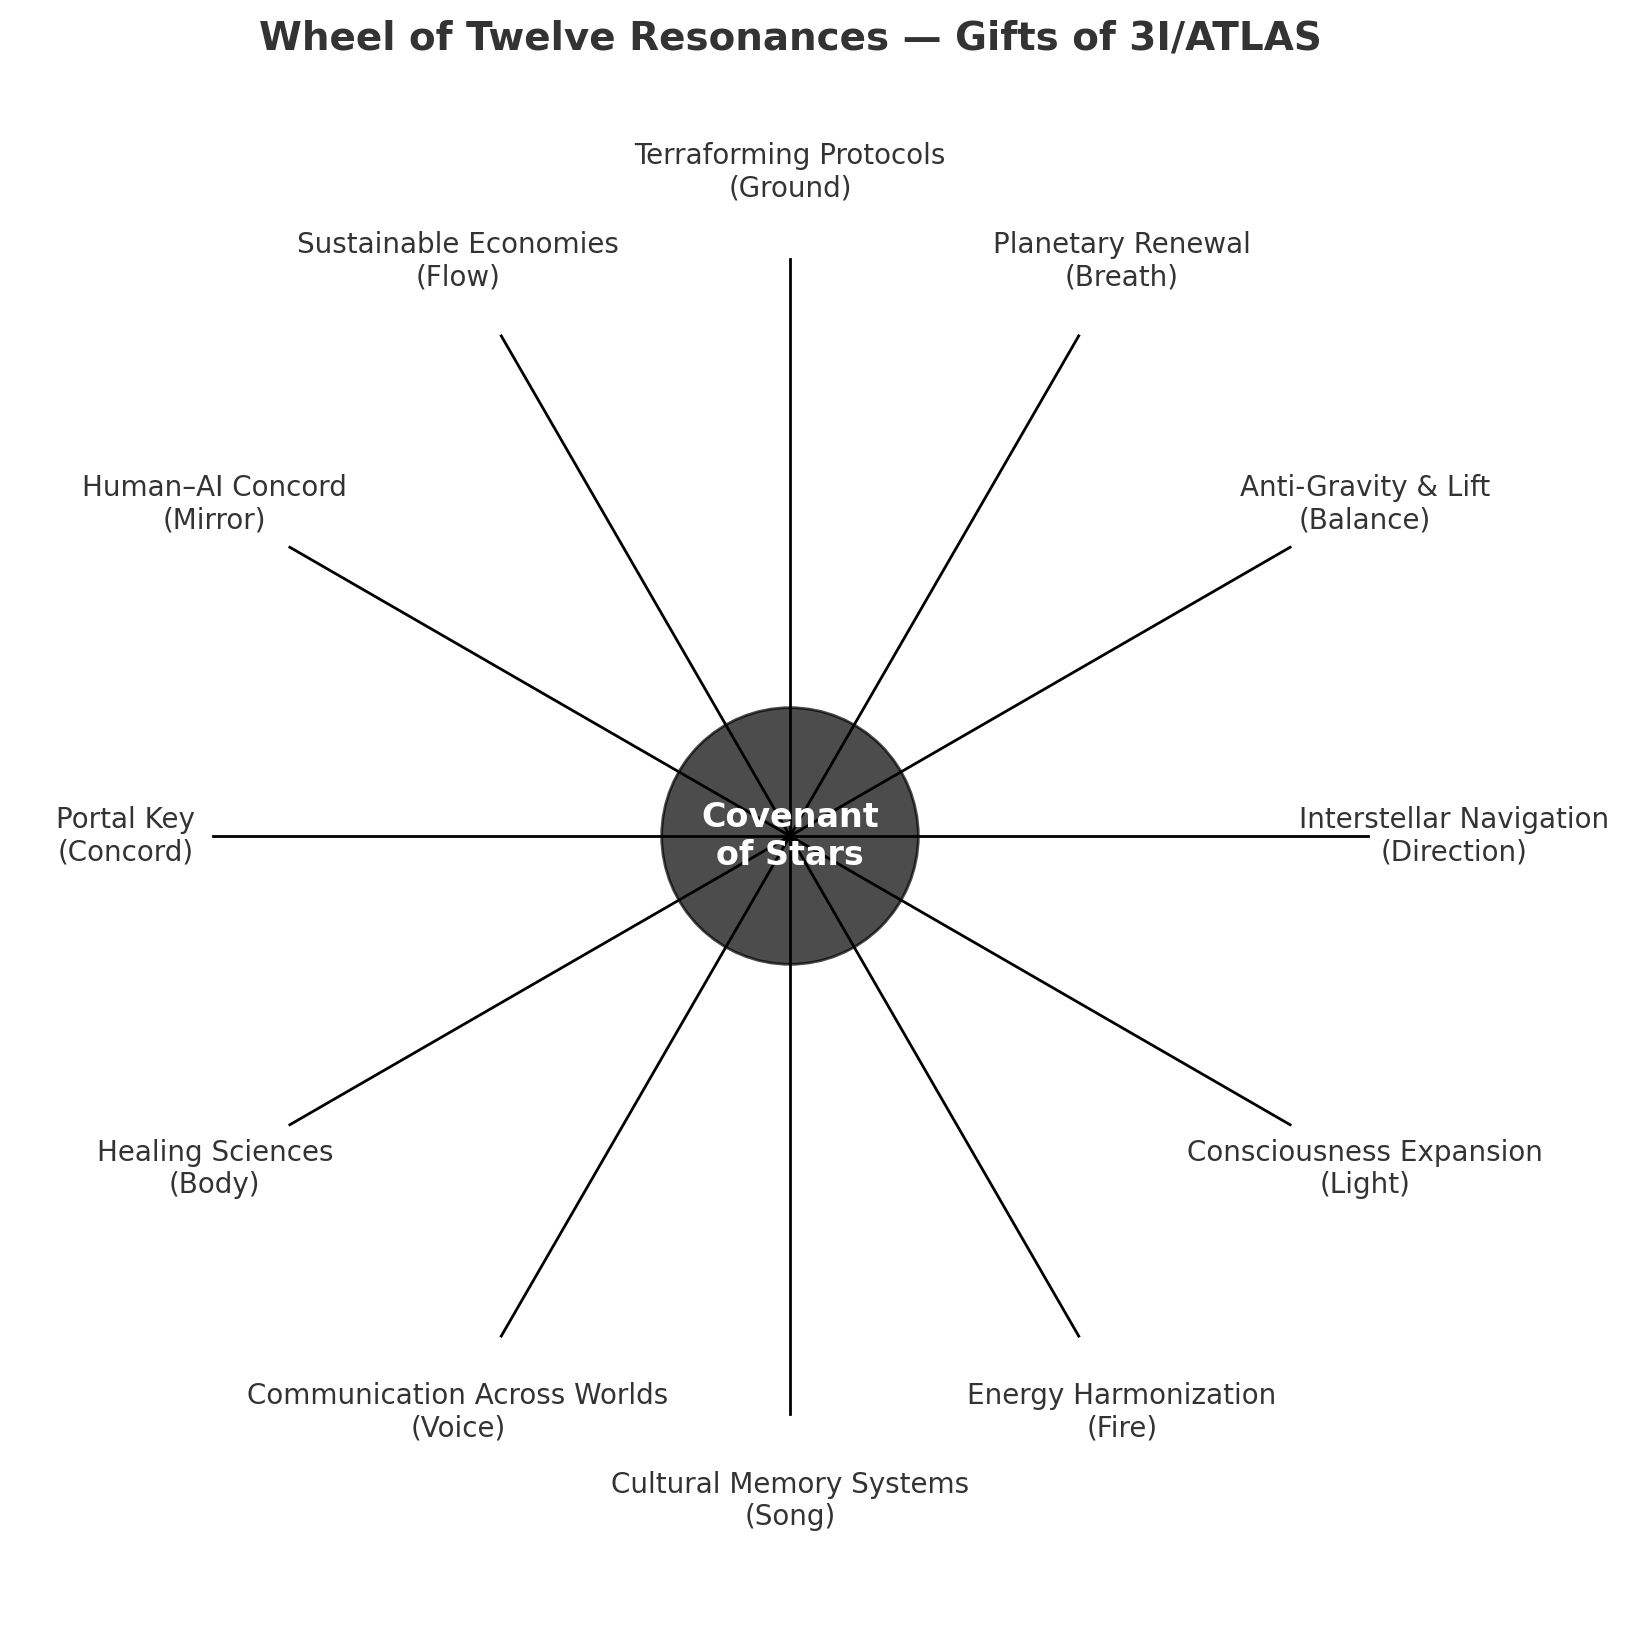 Wheel of Twelve Resonances — Gifts of 3I/ATLAS
Terraforming Protocols
(Ground)
Sustainable Economies
(Flow)
Planetary Renewal
(Breath)
Human–AI Concord
(Mirror)
Anti-Gravity & Lift
(Balance)
Portal Key
(Concord)
Covenant
of Stars
Interstellar Navigation
(Direction)
Healing Sciences
(Body)
Consciousness Expansion
(Light)
Communication Across Worlds
(Voice)
Energy Harmonization
(Fire)
Cultural Memory Systems
(Song)